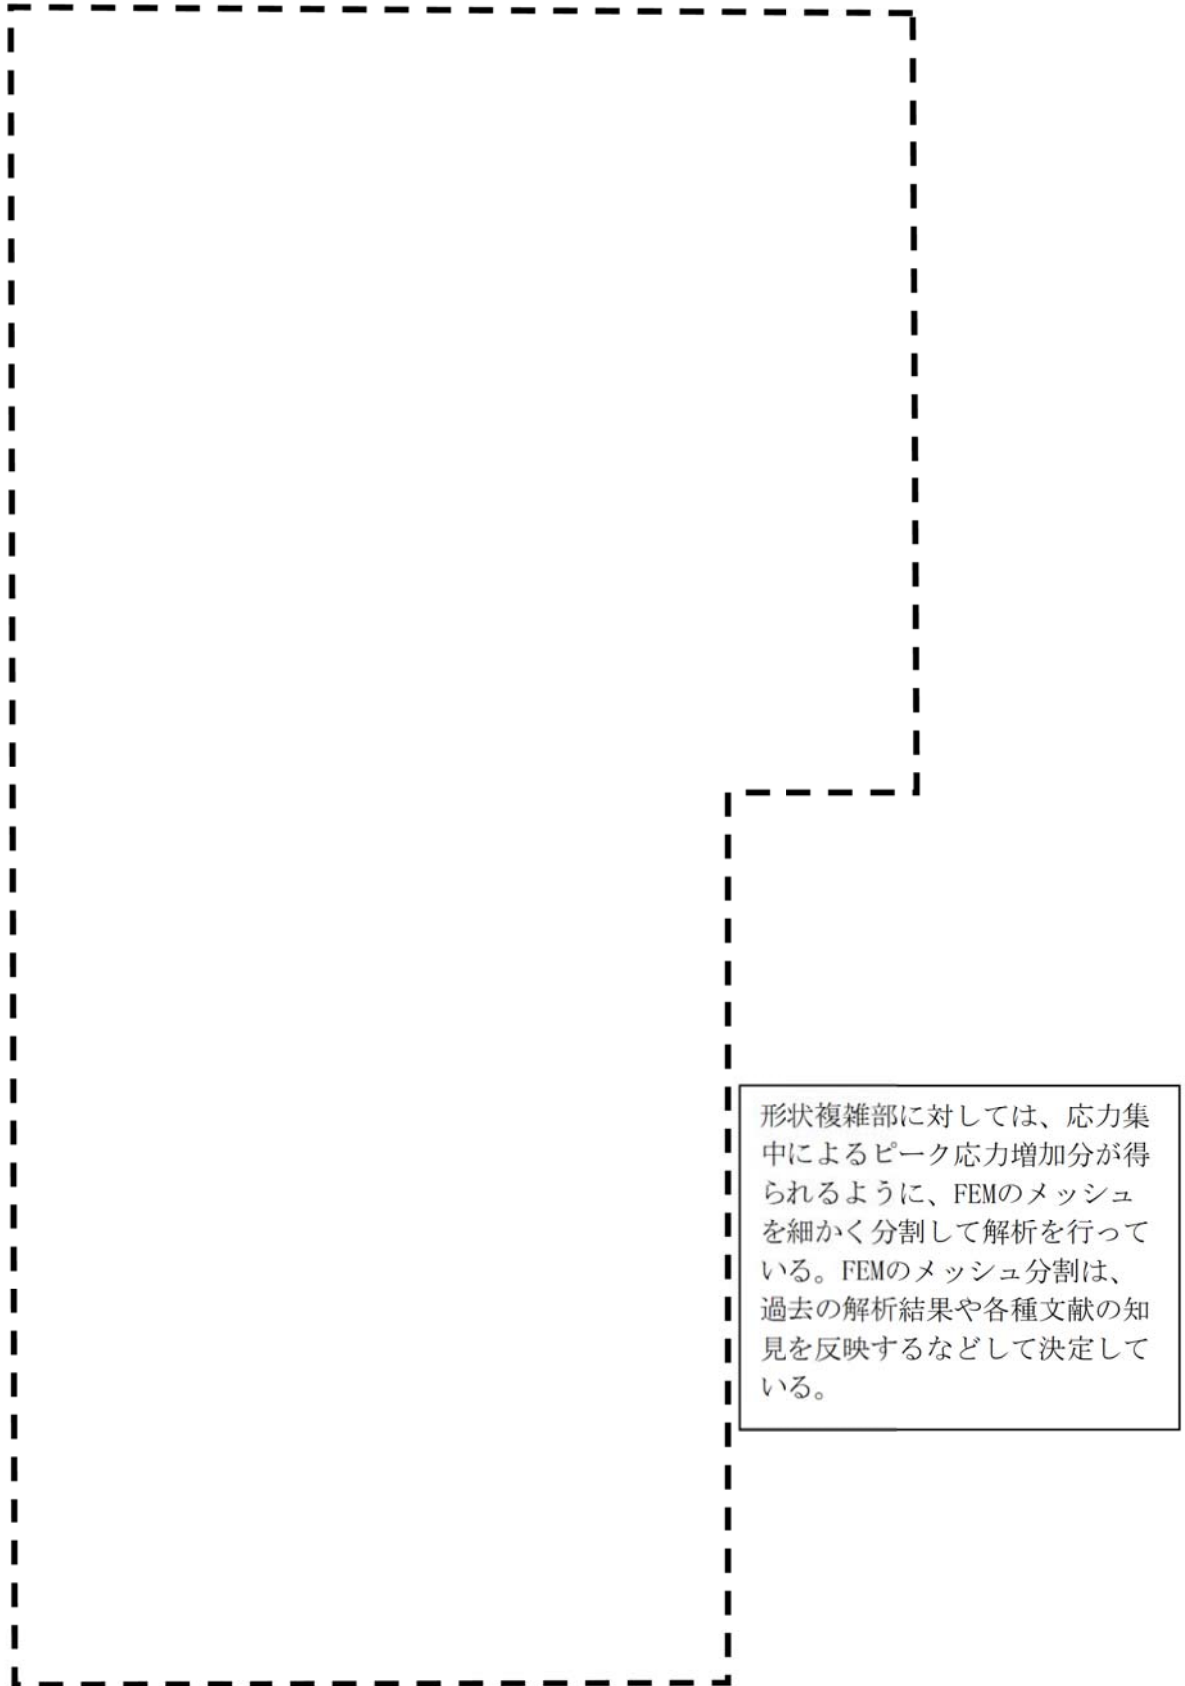 形状複雑部に対しては、応力集
中によるピーク応力増加分が得
られるように、FEMのメッシュ
を細かく分割して解析を行って
いる。FEMのメッシュ分割は、
過去の解析結果や各種文献の知
見を反映するなどして決定して
いる。